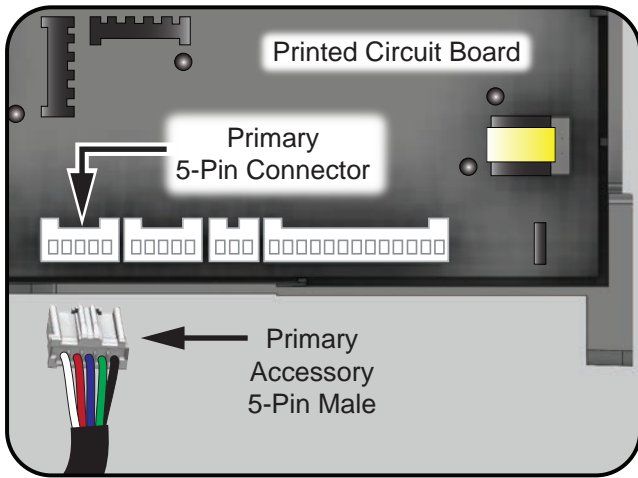 Printed Circuit Board
Primary
5-Pin Connector
Primary
Accessory
5-Pin Male